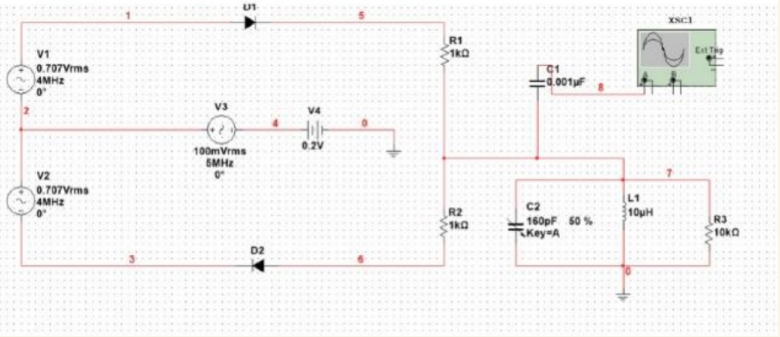 D1
1
5
XSC1
Ext Trig
A
B
V1
0.707Vrms
4MHz
0°
R1
1kΩ
C1
0.001µF
8
2
V3
100mVrms
5MHz
0°
4
V4
0.2V
0
7
V2
0.707Vrms
4MHz
0°
R2
1kΩ
C2
160pF 50 %
Key=A
L1
10µH
R3
10kΩ
D2
3
6
0